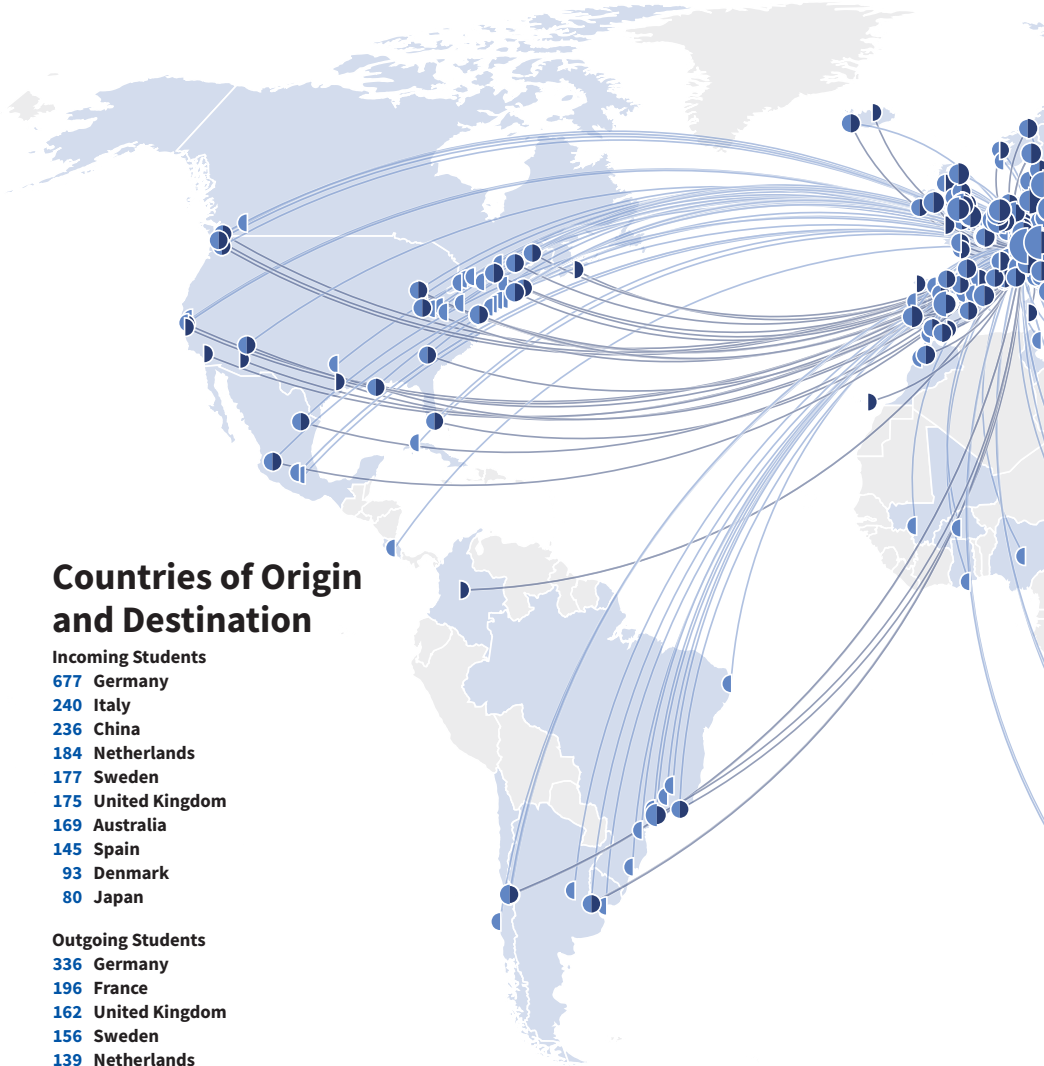 Countries of Origin
and Destination
Incoming Students
677 Germany
240 Italy
236 China
184 Netherlands
177 Sweden
175 United Kingdom
169 Australia
145 Spain
93 Denmark
80 Japan
Outgoing Students
336 Germany
196 France
162 United Kingdom
156 Sweden
139 Netherlands